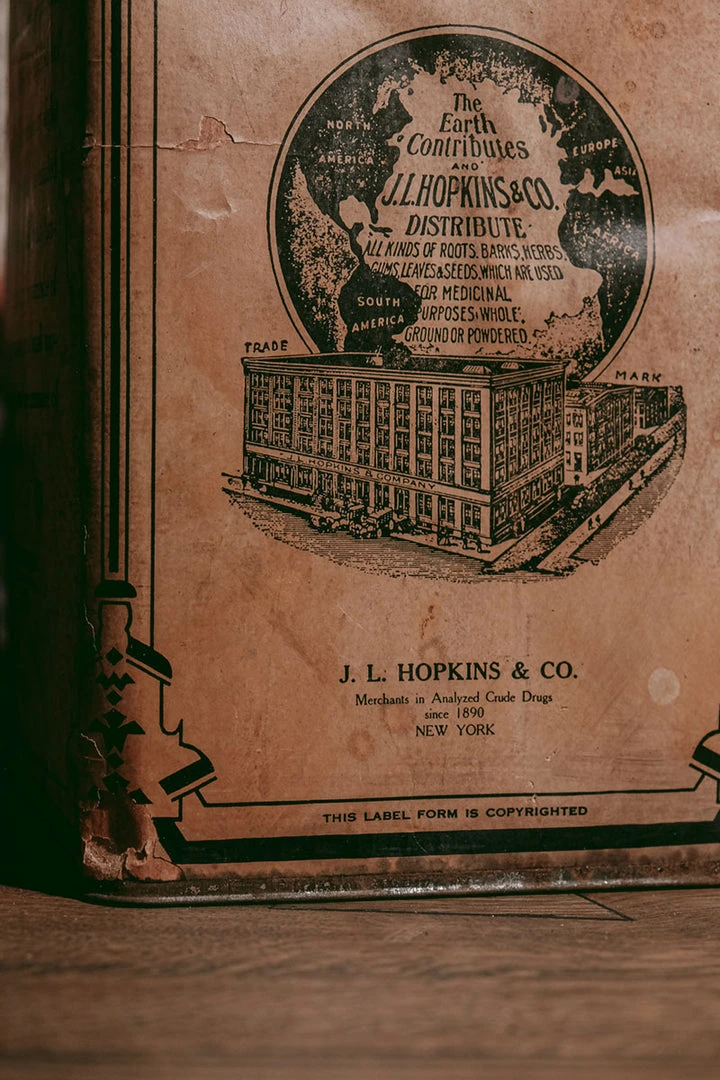 The
Earth
Contributes
AND
J.L.HOPKINS&CO.
DISTRIBUTE
ALL KINDS OF ROOTS, BARKS, HERBS,
GUMS, LEAVES & SEEDS, WHICH ARE USED
FOR MEDICINAL
PURPOSES, WHOLE,
GROUND OR POWDERED.
NORTH
AMERICA
EUROPE
ASIA
AFRICA
SOUTH
AMERICA
TRADE
MARK
J. L. HOPKINS & COMPANY
J. L. HOPKINS & CO.
Merchants in Analyzed Crude Drugs
since 1890
NEW YORK
THIS LABEL FORM IS COPYRIGHTED